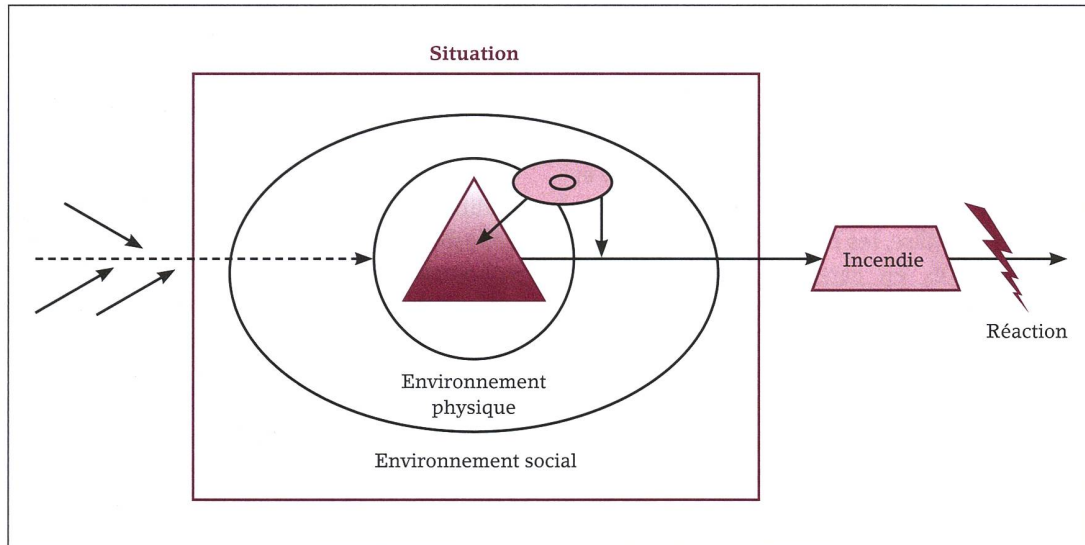 Situation
Incendie
Réaction
Environnement
physique
Environnement social